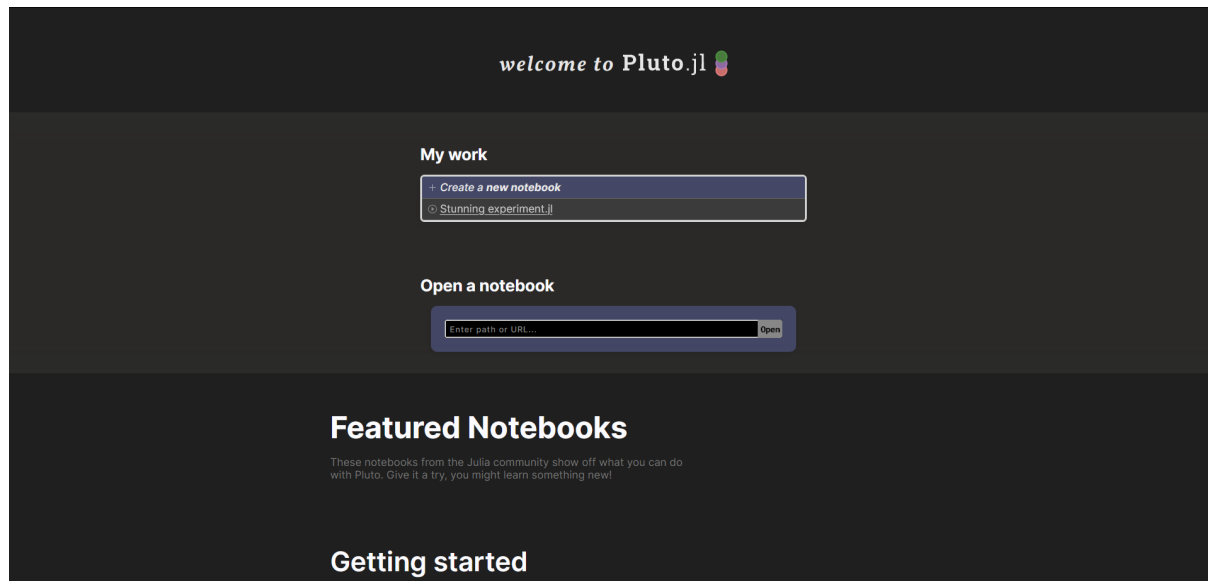 welcome to Pluto.jl
My work
+ Create a new notebook
Stunning experiment.jl
Open a notebook
Enter path or URL...
Open
Featured Notebooks
These notebooks from the Julia community show off what you can do
with Pluto. Give it a try, you might learn something new!
Getting started